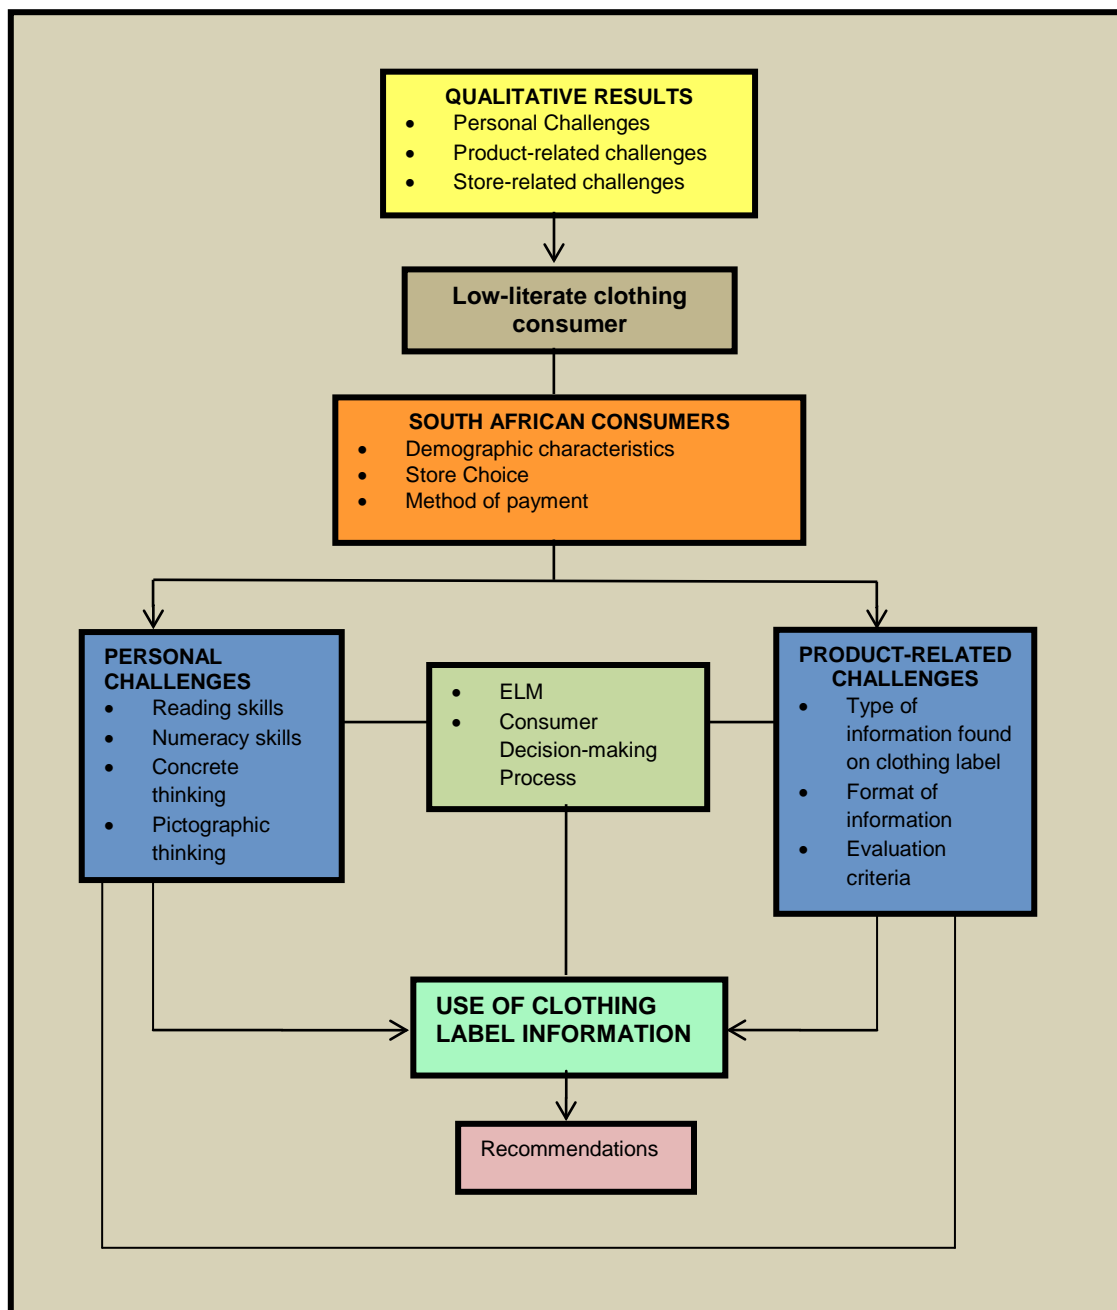 QUALITATIVE RESULTS
• Personal Challenges
• Product-related challenges
• Store-related challenges
Low-literate clothing
consumer
SOUTH AFRICAN CONSUMERS
• Demographic characteristics
• Store Choice
• Method of payment
PERSONAL
CHALLENGES
• Reading skills
• Numeracy skills
• Concrete
thinking
• Pictographic
thinking
• ELM
• Consumer
Decision-making
Process
PRODUCT-RELATED
CHALLENGES
• Type of
information found
on clothing label
• Format of
information
• Evaluation
criteria
USE OF CLOTHING
LABEL INFORMATION
Recommendations